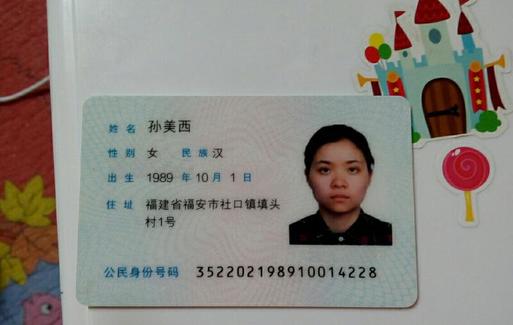 姓名 孙美西
性别 女 民族 汉
出生 1989 年 10 月 1 日
住址 福建省福安市社口镇填头
村1号
公民身份号码 352202198910014228